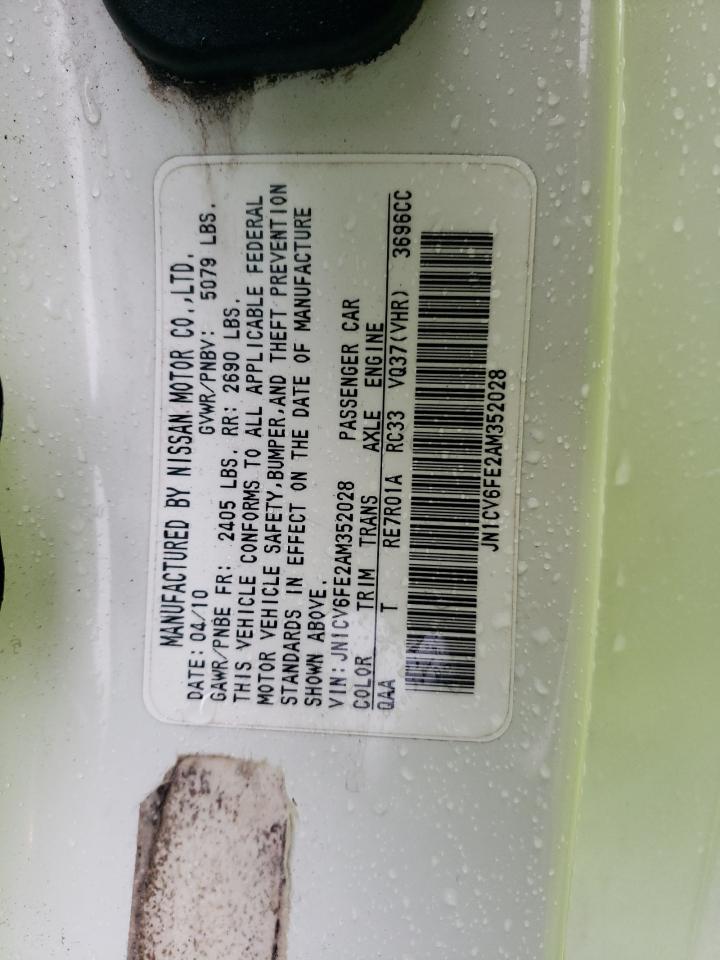 MANUFACTURED BY NISSAN MOTOR CO.,LTD.
DATE: 04/10 GVWR/PNBV: 5079 LBS.
GAWR/PNBE FR: 2405 LBS. RR: 2690 LBS.
THIS VEHICLE CONFORMS TO ALL APPLICABLE FEDERAL
MOTOR VEHICLE SAFETY,BUMPER,AND THEFT PREVENTION
STANDARDS IN EFFECT ON THE DATE OF MANUFACTURE
SHOWN ABOVE.
VIN:JN1CV6FE2AM352028 PASSENGER CAR
COLOR TRIM TRANS AXLE ENGINE
QAA T RE7R01A RC33 VQ37(VHR) 3696CC
JN1CV6FE2AM352028